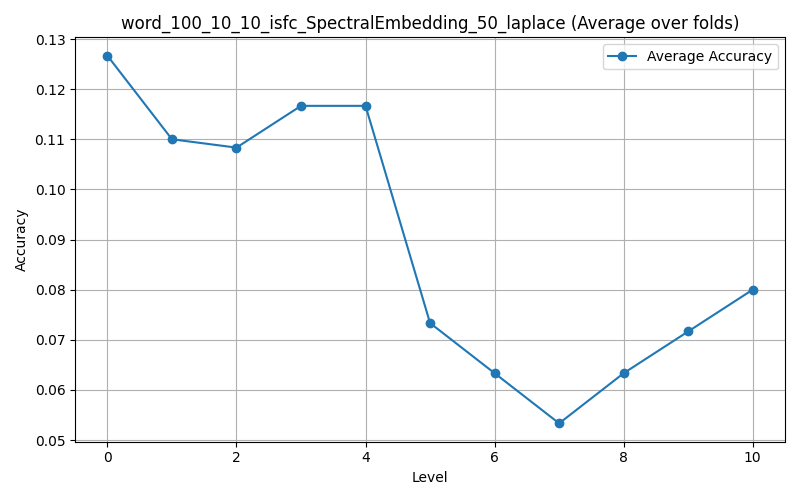 word_100_10_10_isfc_SpectralEmbedding_50_laplace (Average over folds)
Average Accuracy
0.13
0.12
0.11
0.10
0.09
0.08
0.07
0.06
0.05
Accuracy
0 2 4 6 8 10
Level